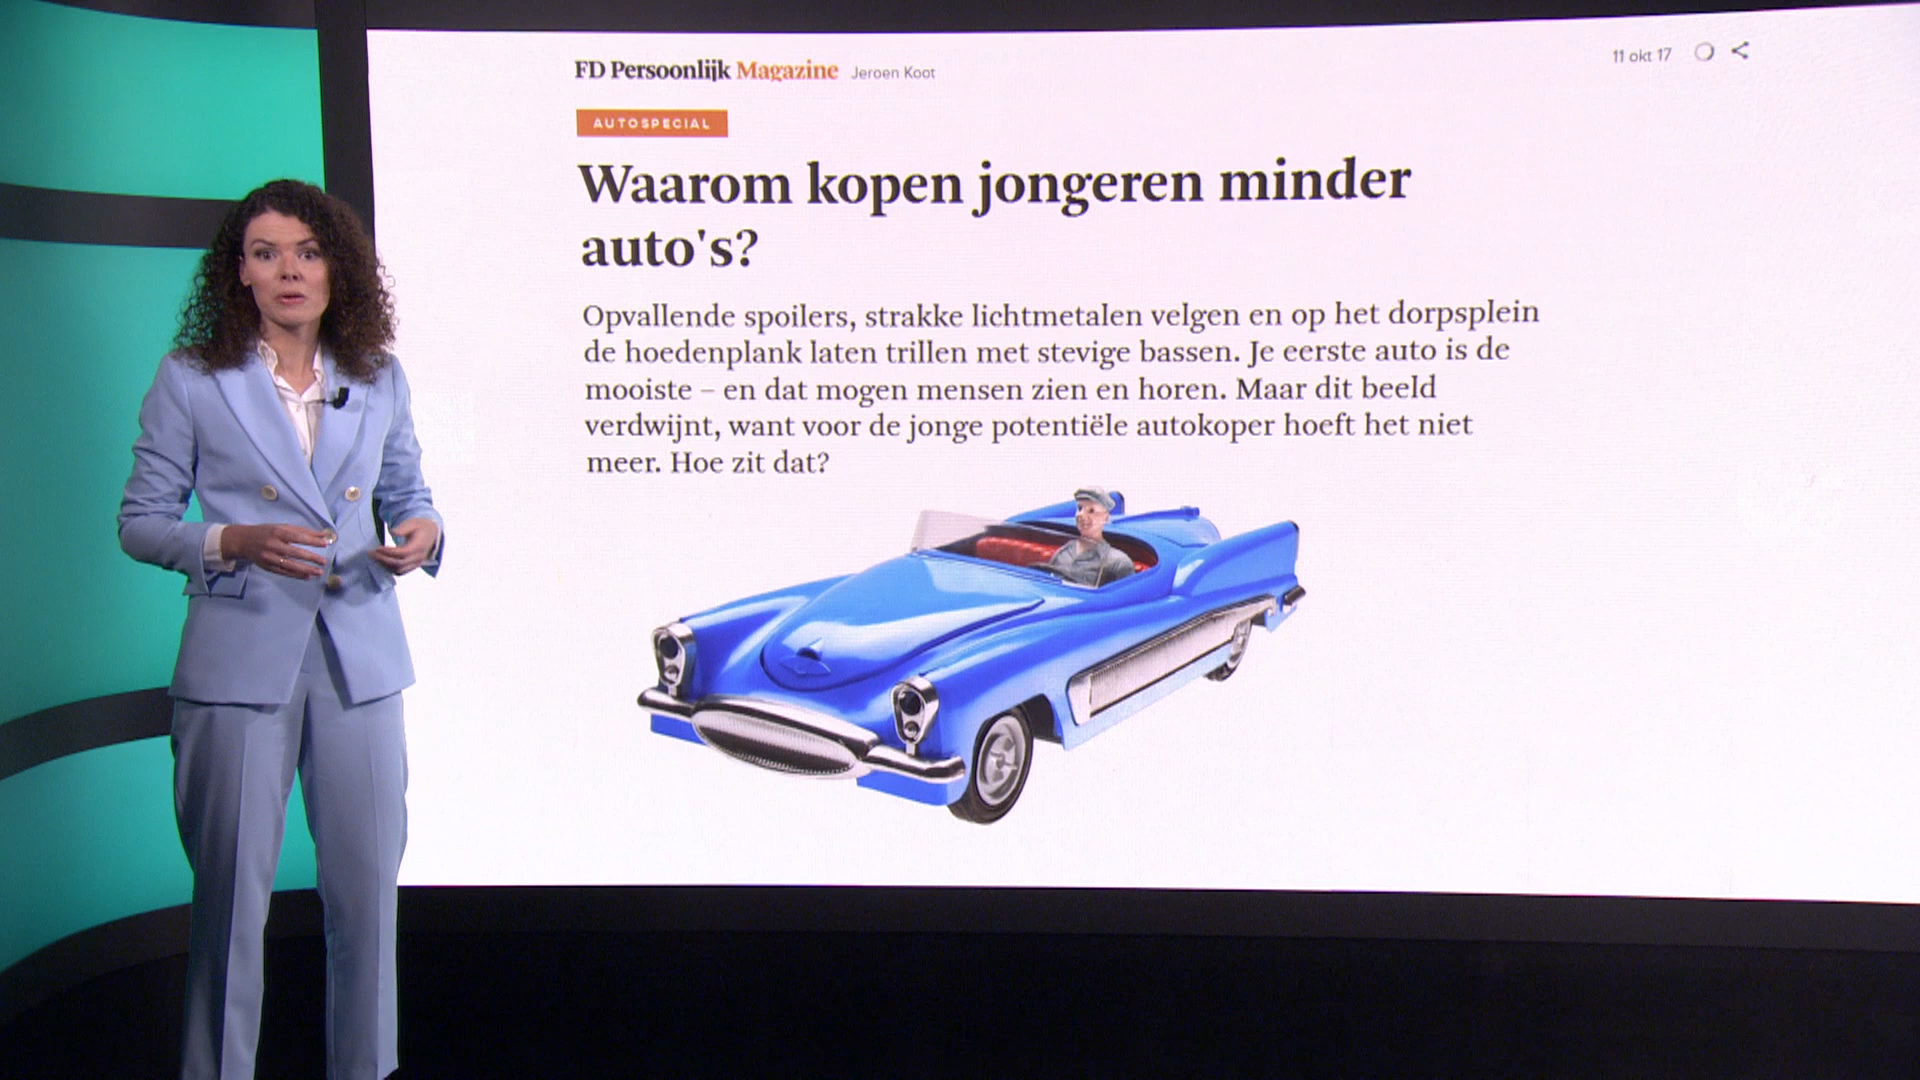 FD Persoonlijk Magazine Jeroen Koot
11 okt 17
AUTOSPECIAL
Waarom kopen jongeren minder
auto's?
Opvallende spoilers, strakke lichtmetalen velgen en op het dorpsplein
de hoedenplank laten trillen met stevige bassen. Je eerste auto is de
mooiste – en dat mogen mensen zien en horen. Maar dit beeld
verdwijnt, want voor de jonge potentiële autokoper hoeft het niet
meer. Hoe zit dat?